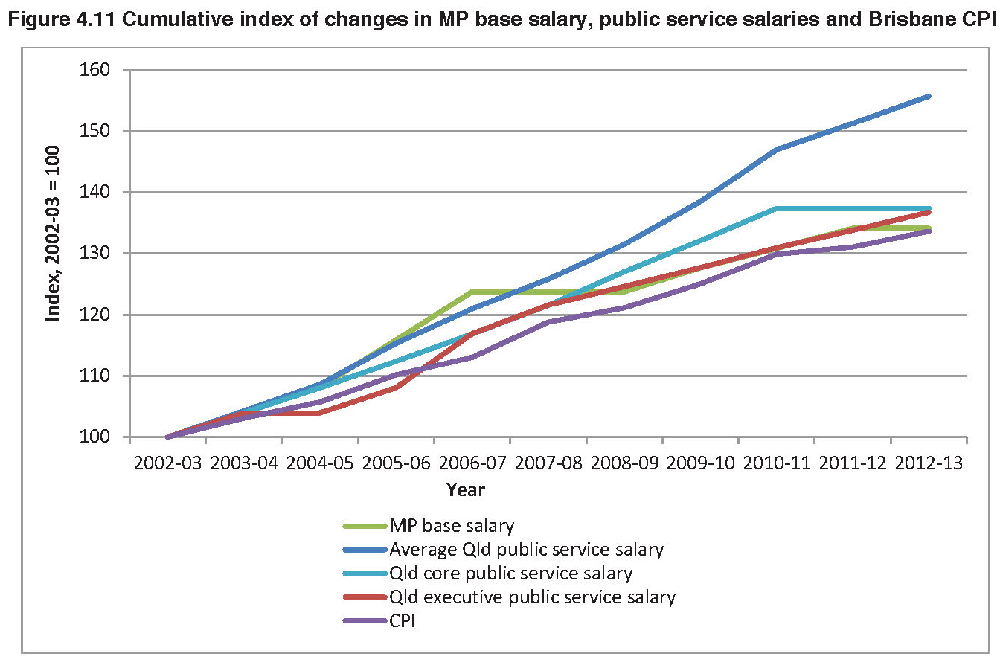 Figure 4.11 Cumulative index of changes in MP base salary, public service salaries and Brisbane CPI
160
150
140
130
120
110
100
Index, 2002-03 = 100
2002-03 2003-04 2004-05 2005-06 2006-07 2007-08 2008-09 2009-10 2010-11 2011-12 2012-13
Year
MP base salary
Average Qld public service salary
Qld core public service salary
Qld executive public service salary
CPI